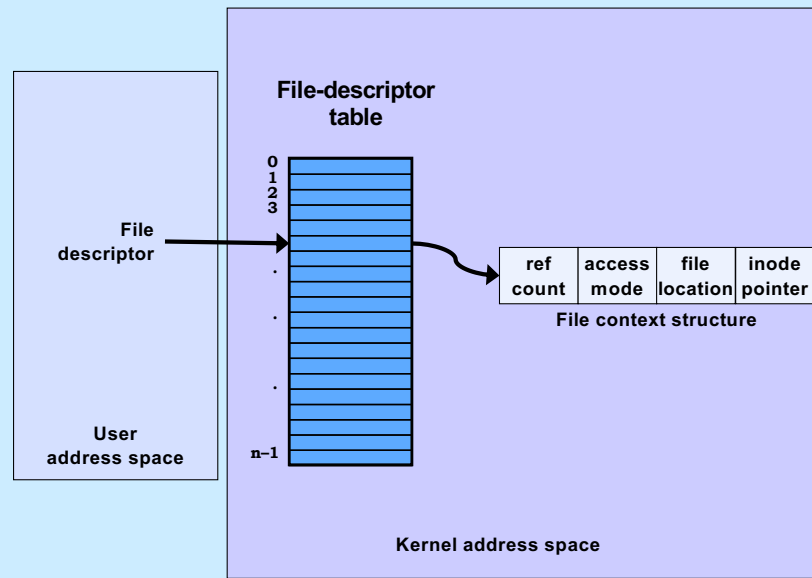 File-descriptor
table
0
1
2
3
.
.
.
n–1
File
descriptor
User
address space
ref
count
access
mode
file
location
inode
pointer
File context structure
Kernel address space